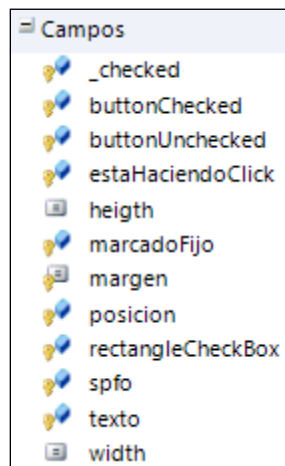 Campos
_checked
buttonChecked
buttonUnchecked
estaHaciendoClick
heigth
marcadoFijo
margen
posicion
rectangleCheckBox
spfo
texto
width